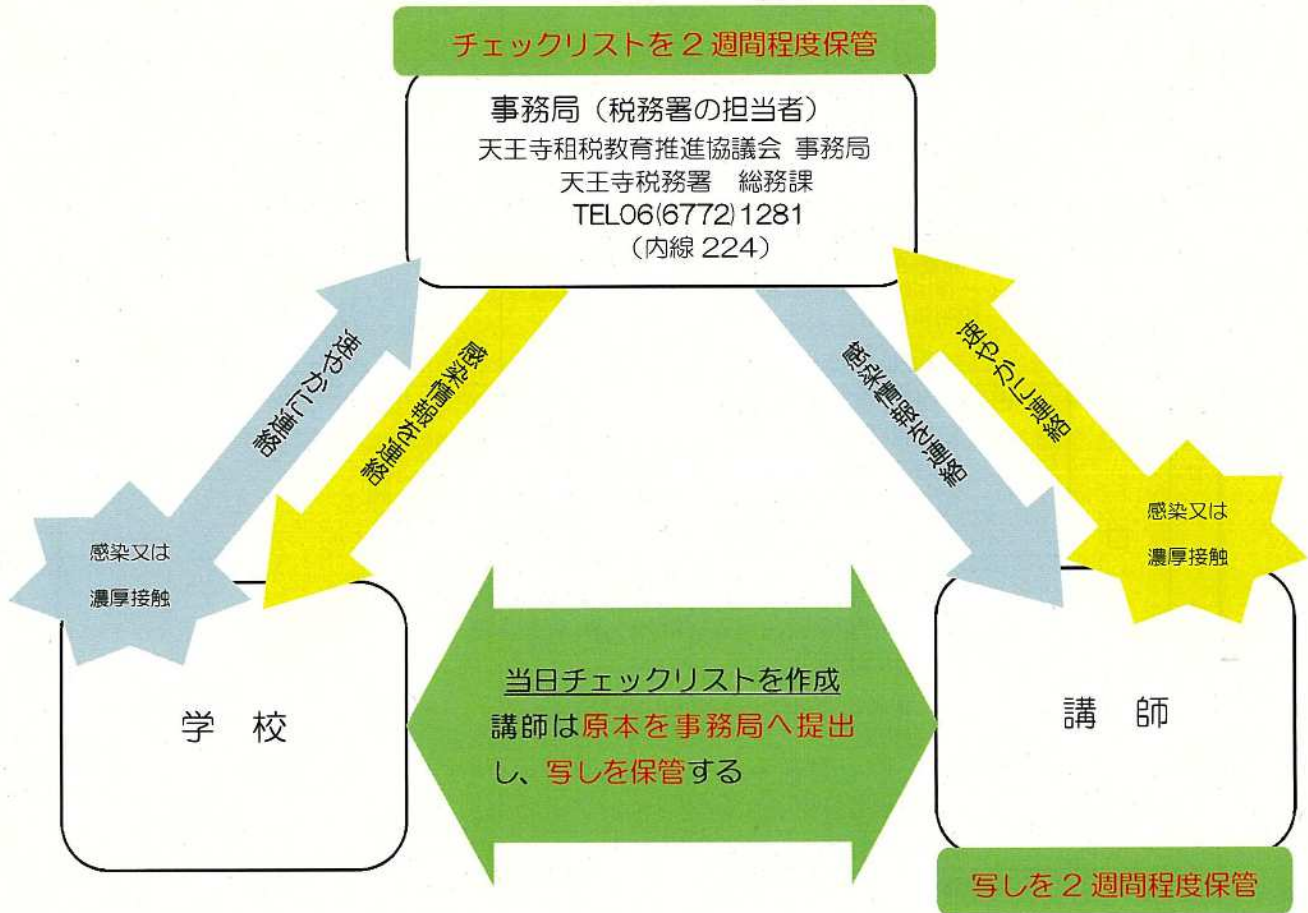 チェックリストを2週間程度保管
事務局（税務署の担当者）
天王寺租税教育推進協議会 事務局
天王寺税務署　総務課
TEL06(6772)1281
（内線 224）
速やかに連絡
感染情報を連絡
感染情報を連絡
速やかに連絡
感染又は
濃厚接触
感染又は
濃厚接触
学　校
当日チェックリストを作成
講師は原本を事務局へ提出
し、写しを保管する
講　師
写しを2週間程度保管